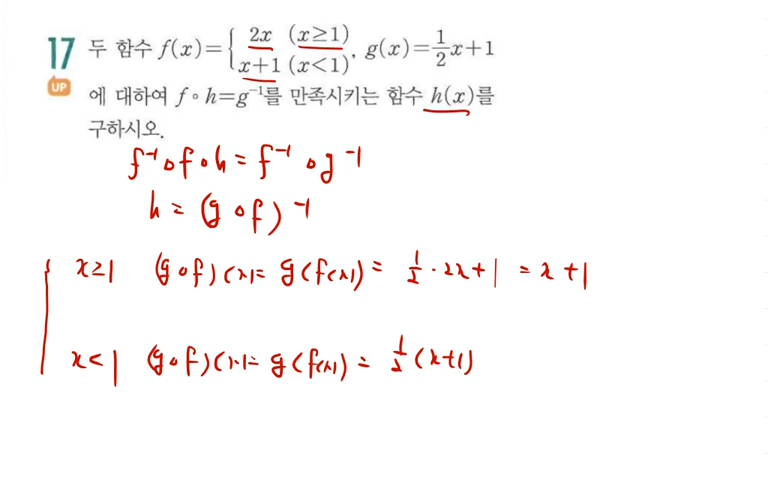 17 두 함수 f(x)={ 2x (x≥1), x+1 (x<1) , g(x)=1/2x+1
UP 에 대하여 f∘h=g⁻¹를 만족시키는 함수 h(x)를
구하시오.
f⁻¹∘f∘h = f⁻¹∘g⁻¹
h = (g∘f)⁻¹
x≥1 (g∘f)(x)= g(f(x)) = 1/2·2x+1 = x+1
x<1 (g∘f)(x)= g(f(x)) = 1/2(x+1)